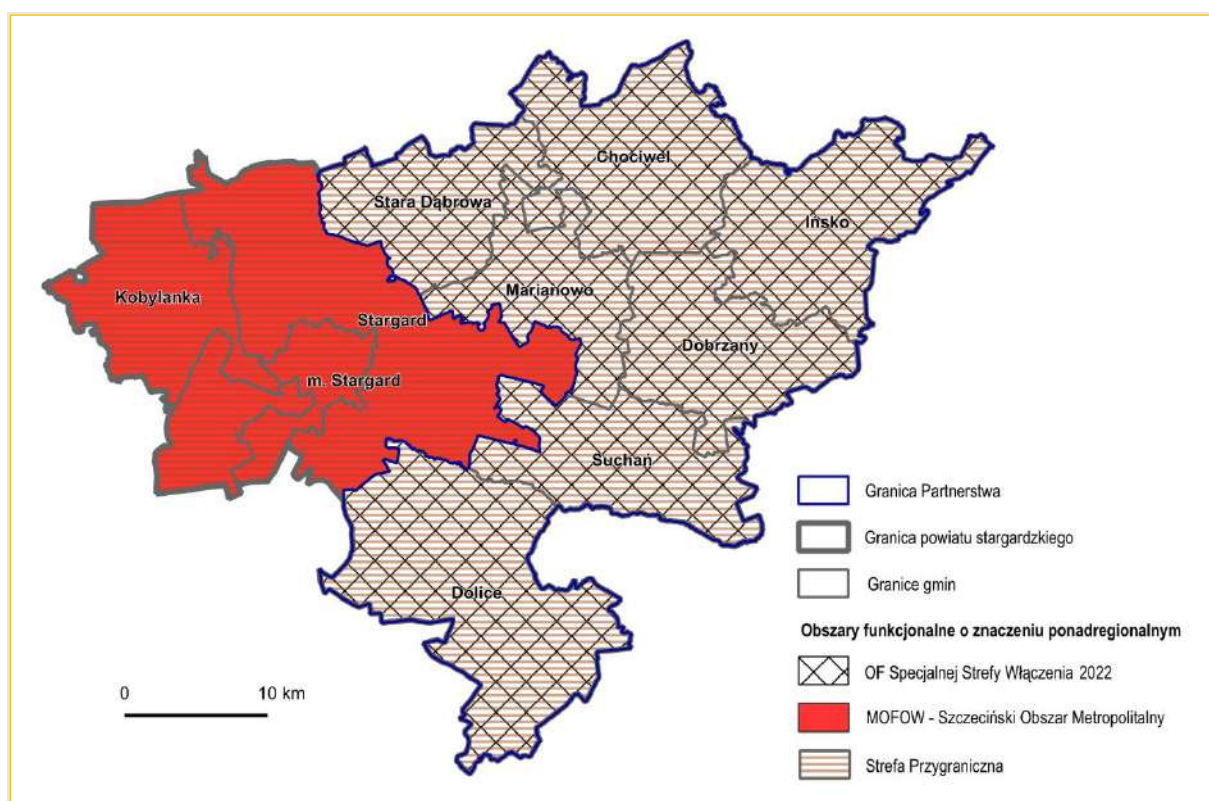 Chociwel
Stara Dąbrowa
Ińsko
Kobylanka
Marianowo
Stargard
Dobrzany
m. Stargard
Suchań
Dolice
0 10 km
Granica Partnerstwa
Granica powiatu stargardzkiego
Granice gmin
Obszary funkcjonalne o znaczeniu ponadregionalnym
OF Specjalnej Strefy Włączenia 2022
MOFOW - Szczeciński Obszar Metropolitalny
Strefa Przygraniczna